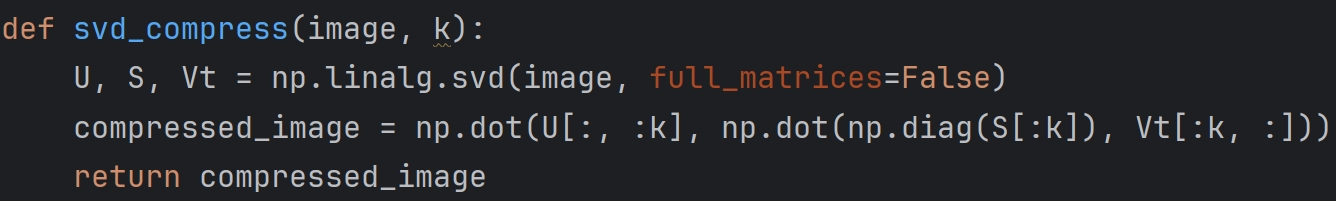 def svd_compress(image, k):
    U, S, Vt = np.linalg.svd(image, full_matrices=False)
    compressed_image = np.dot(U[:, :k], np.dot(np.diag(S[:k]), Vt[:k, :]))
    return compressed_image